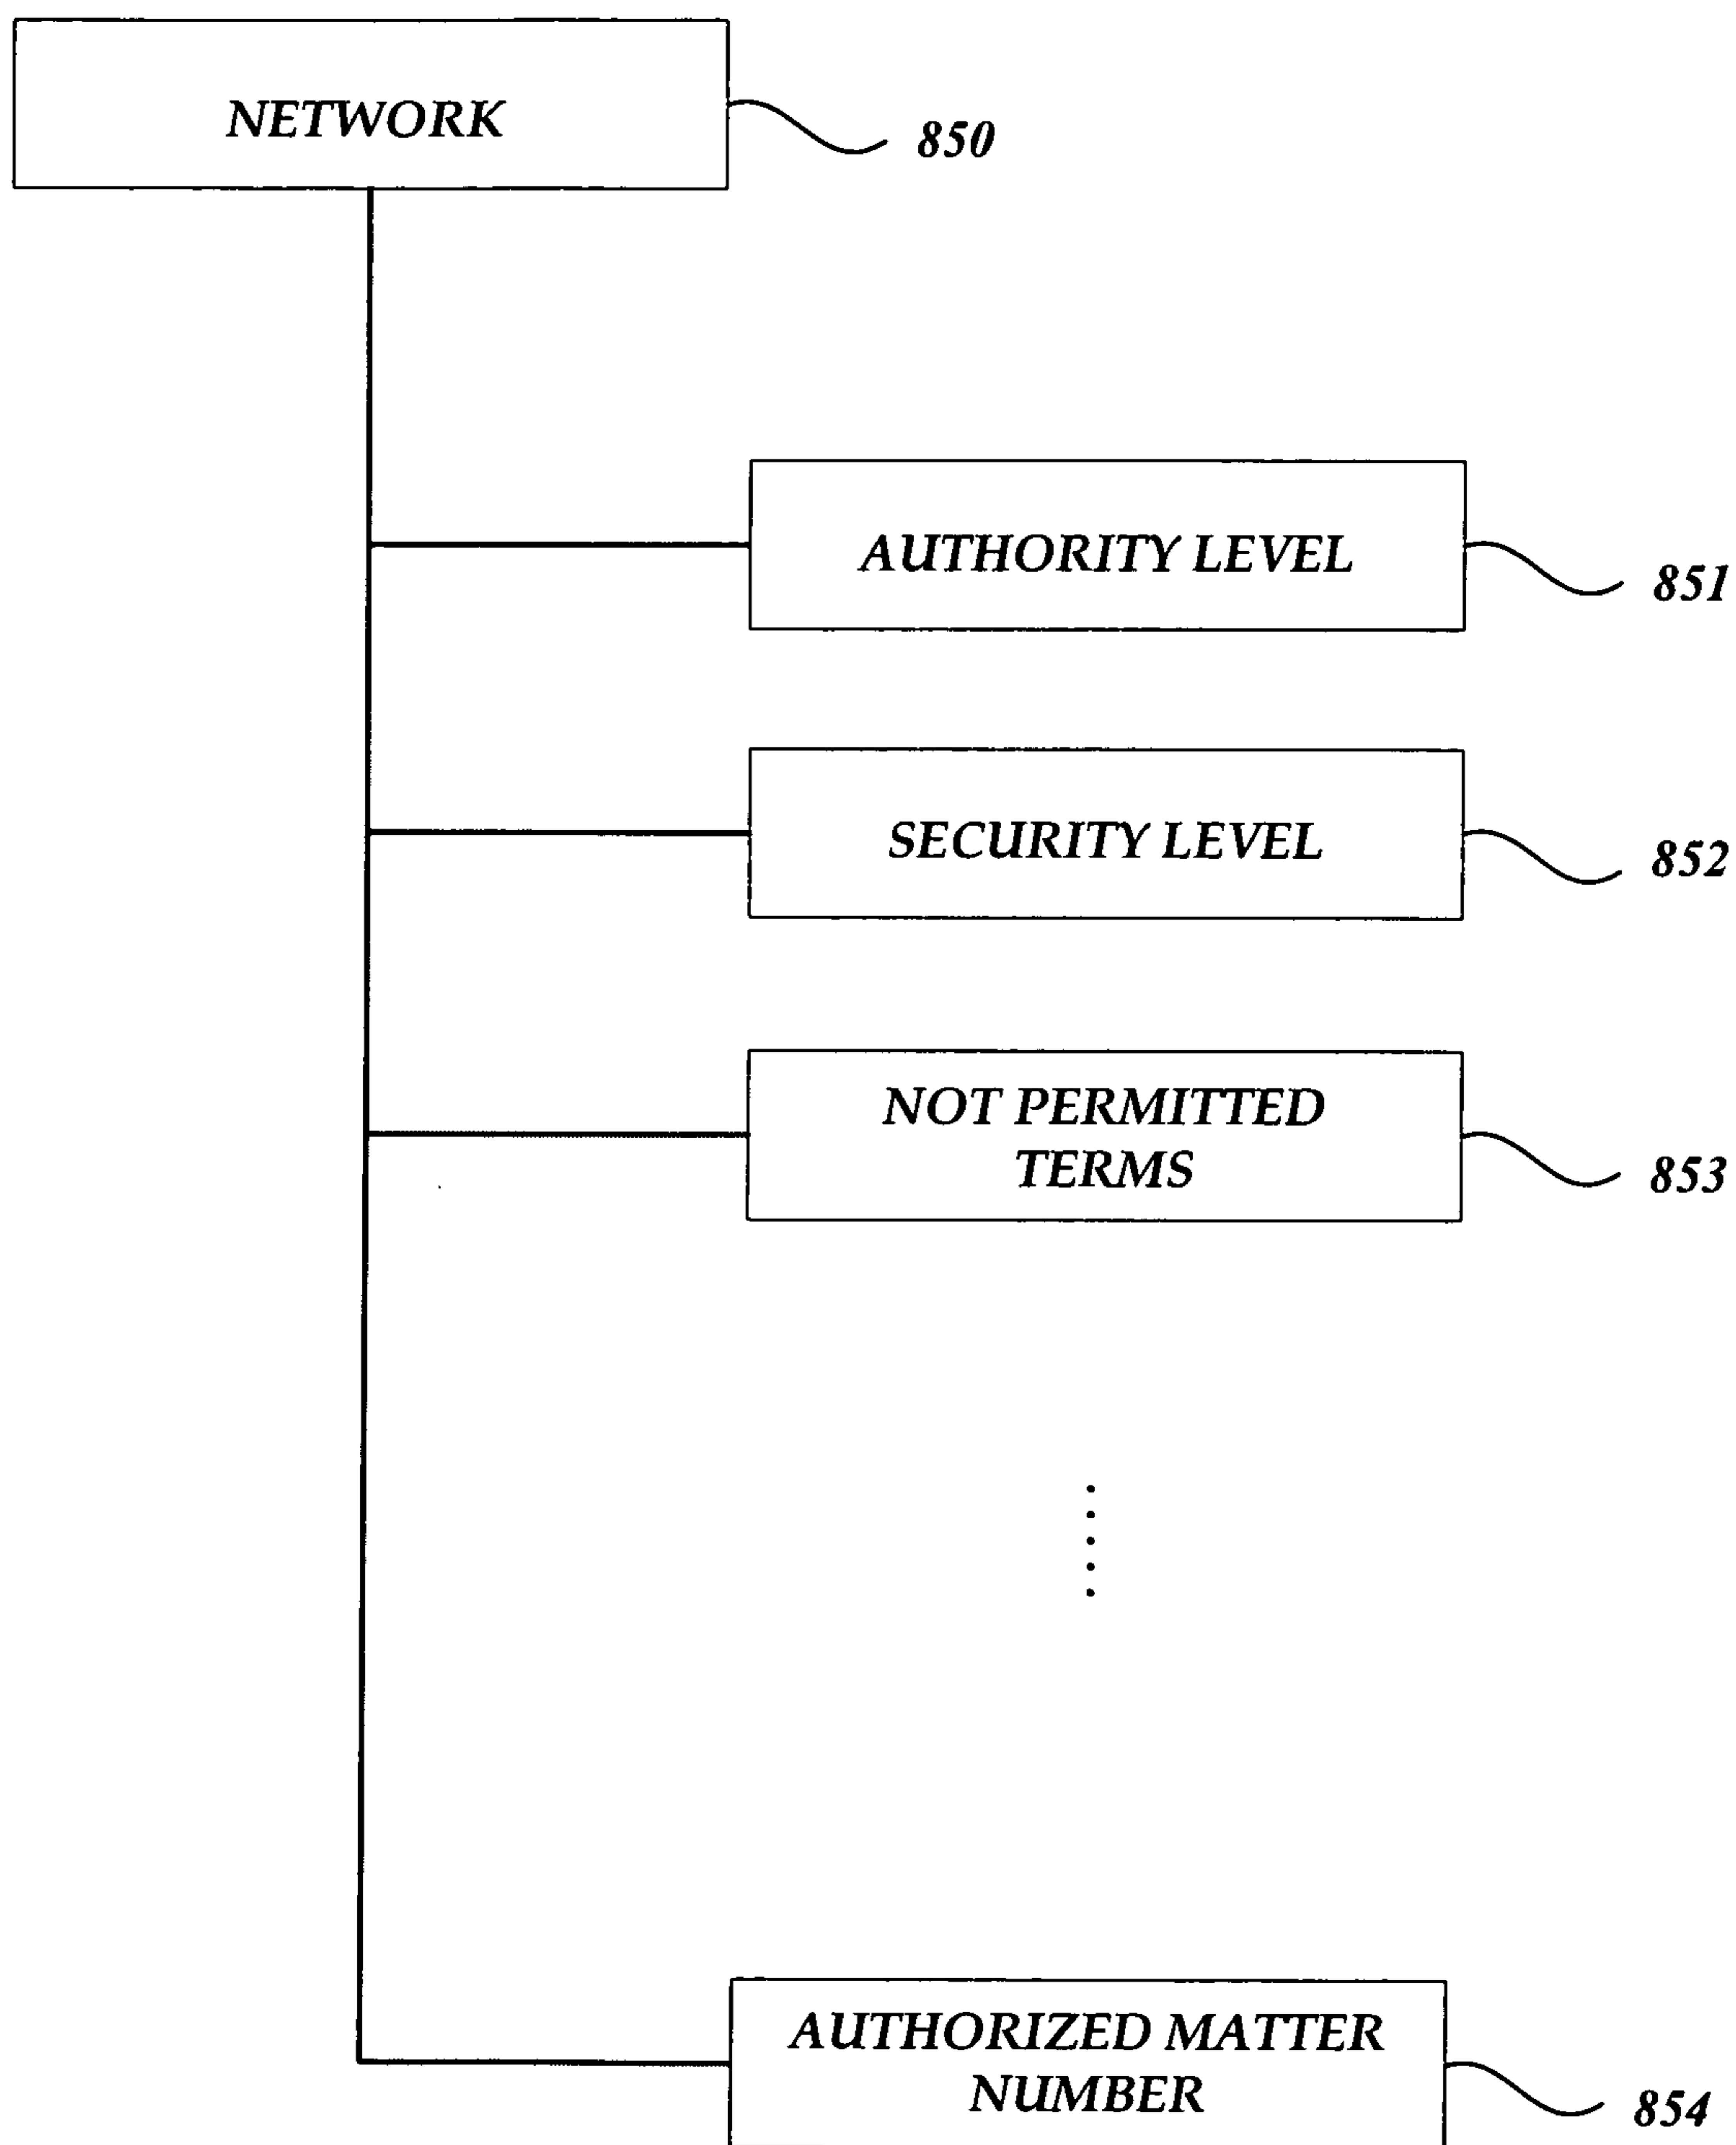 NETWORK
850
AUTHORITY LEVEL
851
SECURITY LEVEL
852
NOT PERMITTED
TERMS
853
AUTHORIZED MATTER
NUMBER
854